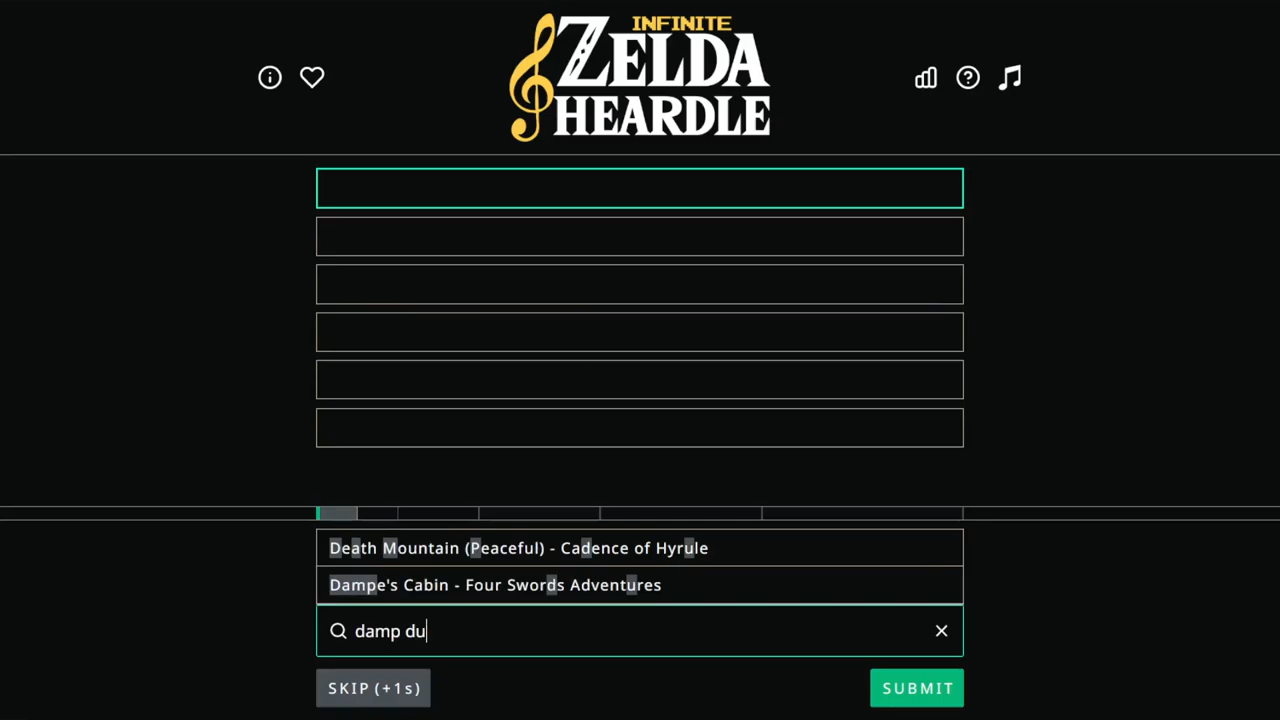 INFINITE
ZELDA
HEARDLE
Death Mountain (Peaceful) - Cadence of Hyrule
Dampe's Cabin - Four Swords Adventures
damp du
SKIP (+1s)
SUBMIT